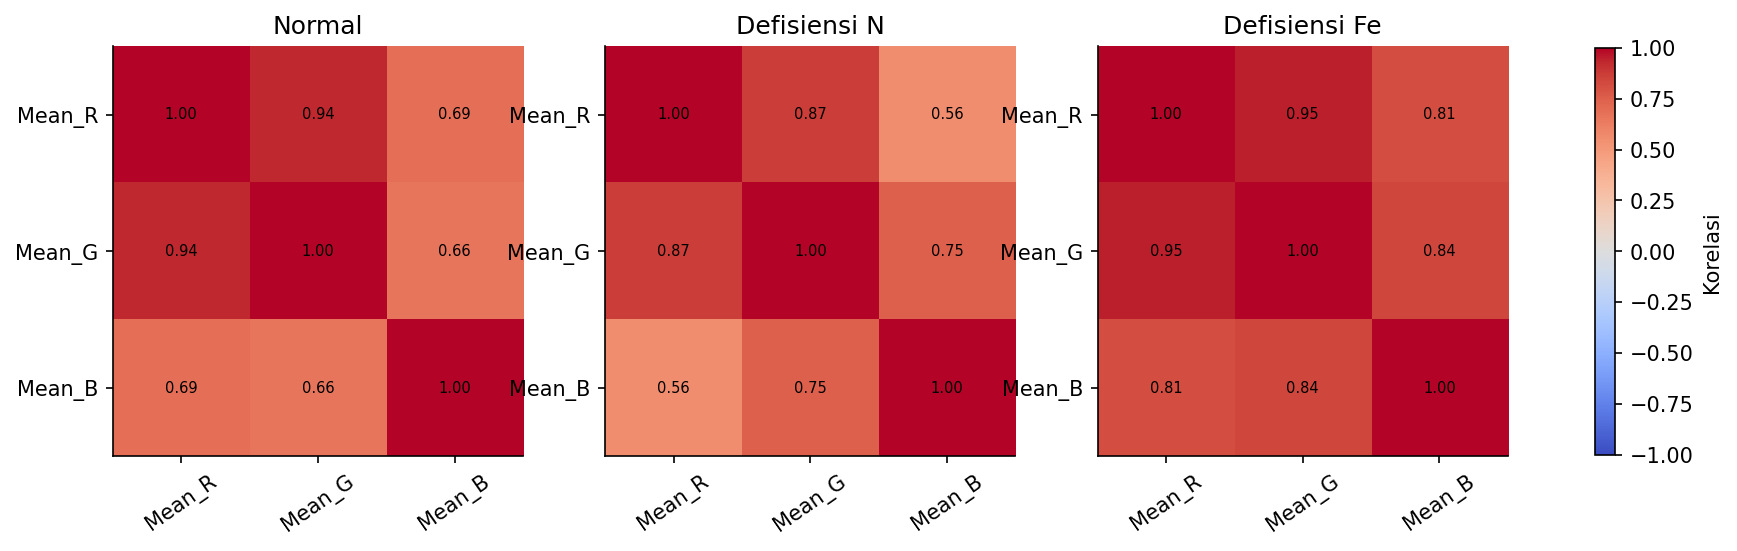 Normal
Defisiensi N
Defisiensi Fe
Mean_R 1.00 0.94 0.69
Mean_G 0.94 1.00 0.66
Mean_B 0.69 0.66 1.00
Mean_R Mean_G Mean_B
Mean_R 1.00 0.87 0.56
Mean_G 0.87 1.00 0.75
Mean_B 0.56 0.75 1.00
Mean_R Mean_G Mean_B
Mean_R 1.00 0.95 0.81
Mean_G 0.95 1.00 0.84
Mean_B 0.81 0.84 1.00
Mean_R Mean_G Mean_B
1.00
0.75
0.50
0.25
0.00
−0.25
−0.50
−0.75
−1.00
Korelasi